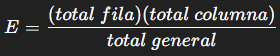 E = (total fila)(total columna)
total general